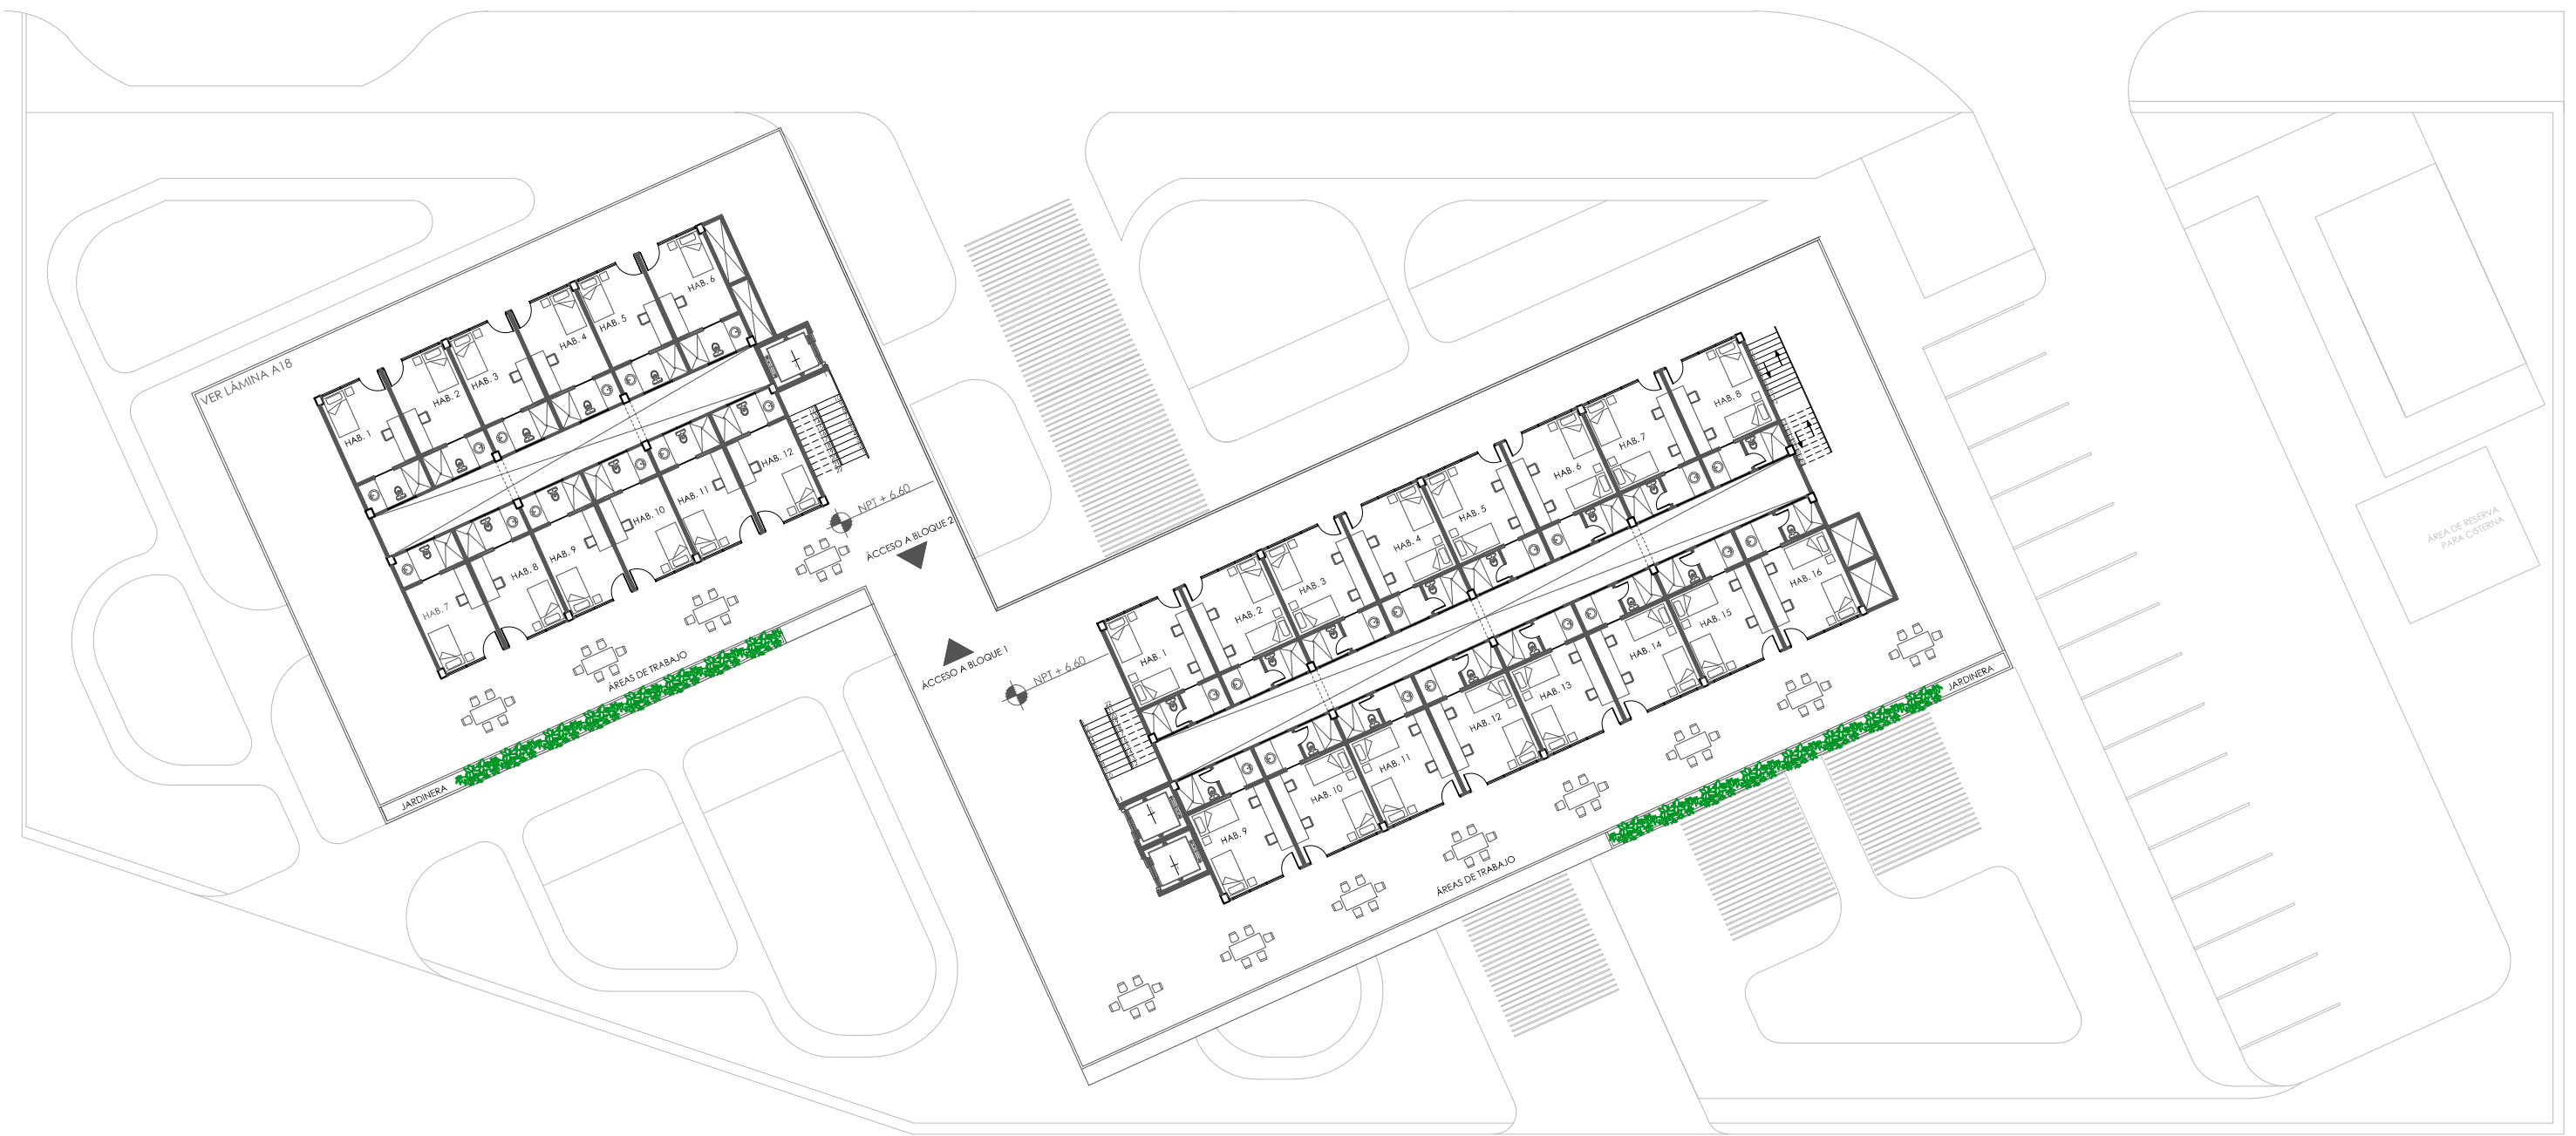 VER LÁMINA A18
HAB. 1
HAB. 2
HAB. 3
HAB. 4
HAB. 5
HAB. 6
HAB. 7
HAB. 8
HAB. 9
HAB. 10
HAB. 11
HAB. 12
NPT + 6.60
ÁCCESO A BLOQUE 2
ÁREAS DE TRABAJO
JARDINERA
ÁCCESO A BLOQUE 1
NPT + 6.60
HAB. 1
HAB. 2
HAB. 3
HAB. 4
HAB. 5
HAB. 6
HAB. 7
HAB. 8
HAB. 9
HAB. 10
HAB. 11
HAB. 12
HAB. 13
HAB. 14
HAB. 15
HAB. 16
ÁREAS DE TRABAJO
JARDINERA
ÁREA DE RESERVA
PARA CISTERNA